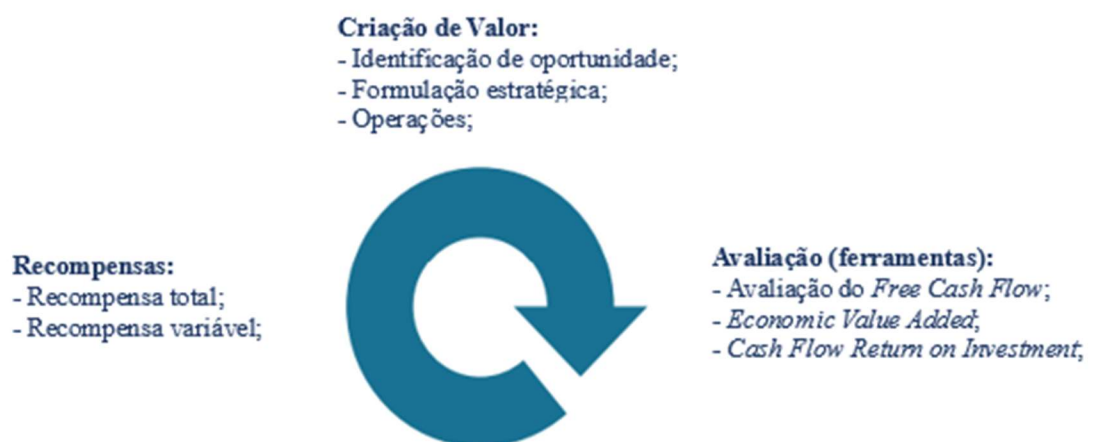 Criação de Valor:
- Identificação de oportunidade;
- Formulação estratégica;
- Operações;
Recompensas:
- Recompensa total;
- Recompensa variável;
Avaliação (ferramentas):
- Avaliação do Free Cash Flow;
- Economic Value Added;
- Cash Flow Return on Investment;